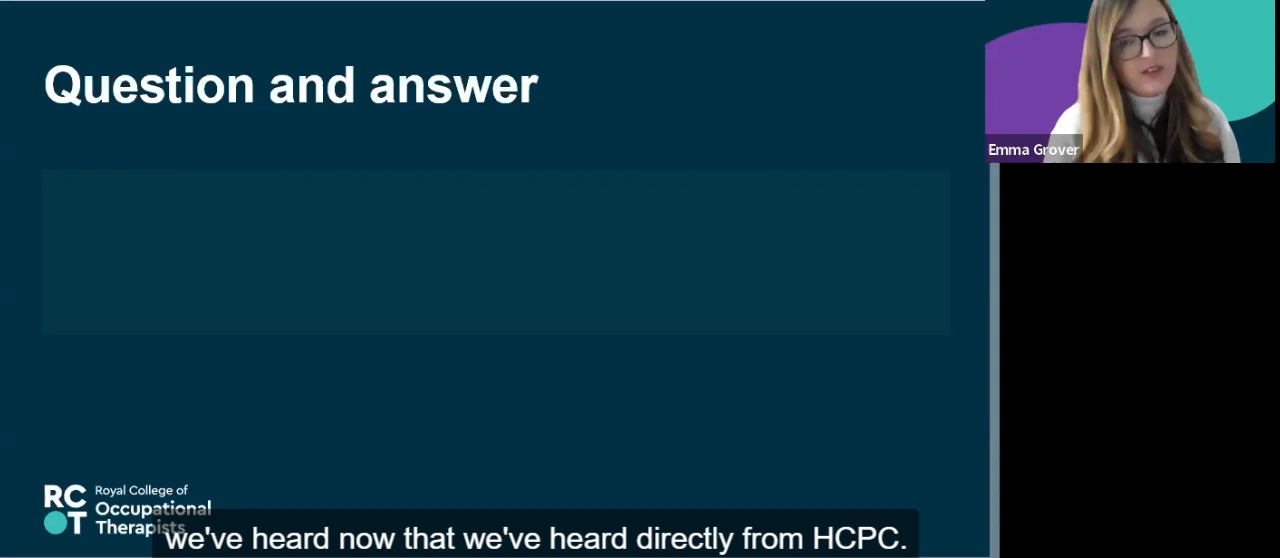 Question and answer
Emma Grover
RC
OT
Royal College of
Occupational
Therapists
we've heard now that we've heard directly from HCPC.